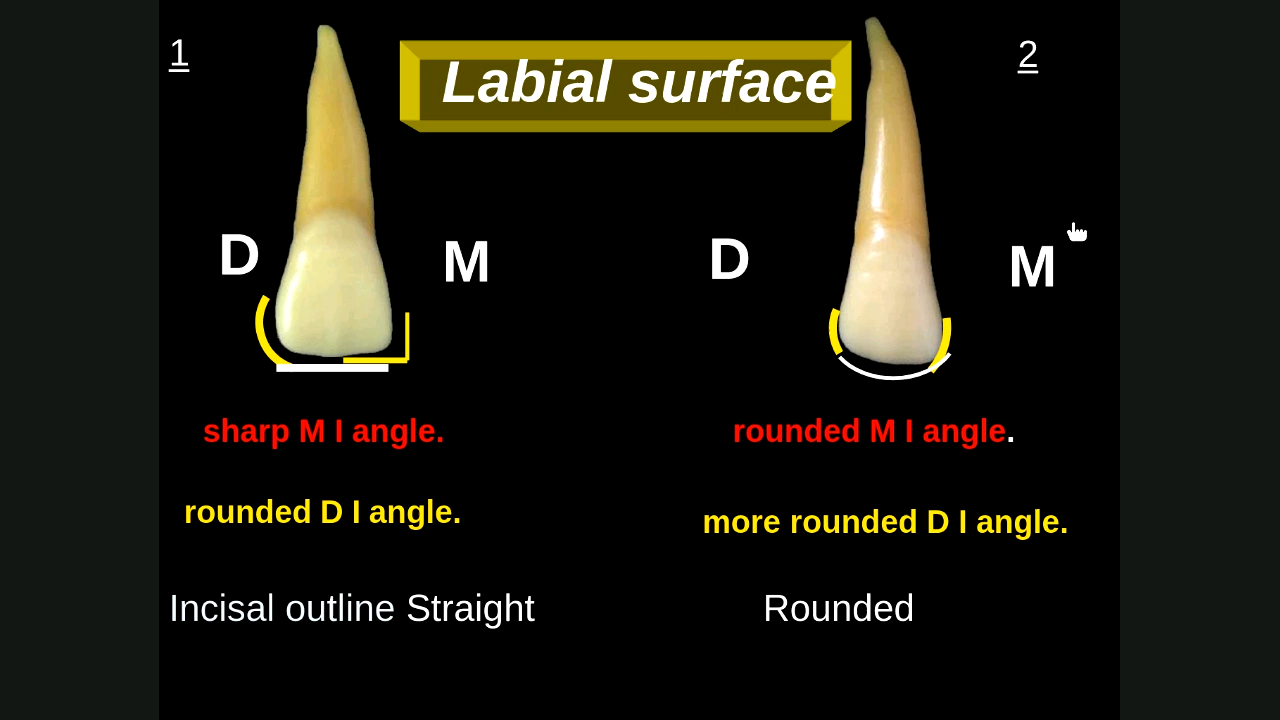 1
Labial surface
2
D
M
D
M
sharp M I angle.
rounded M I angle.
rounded D I angle.
more rounded D I angle.
Incisal outline Straight
Rounded